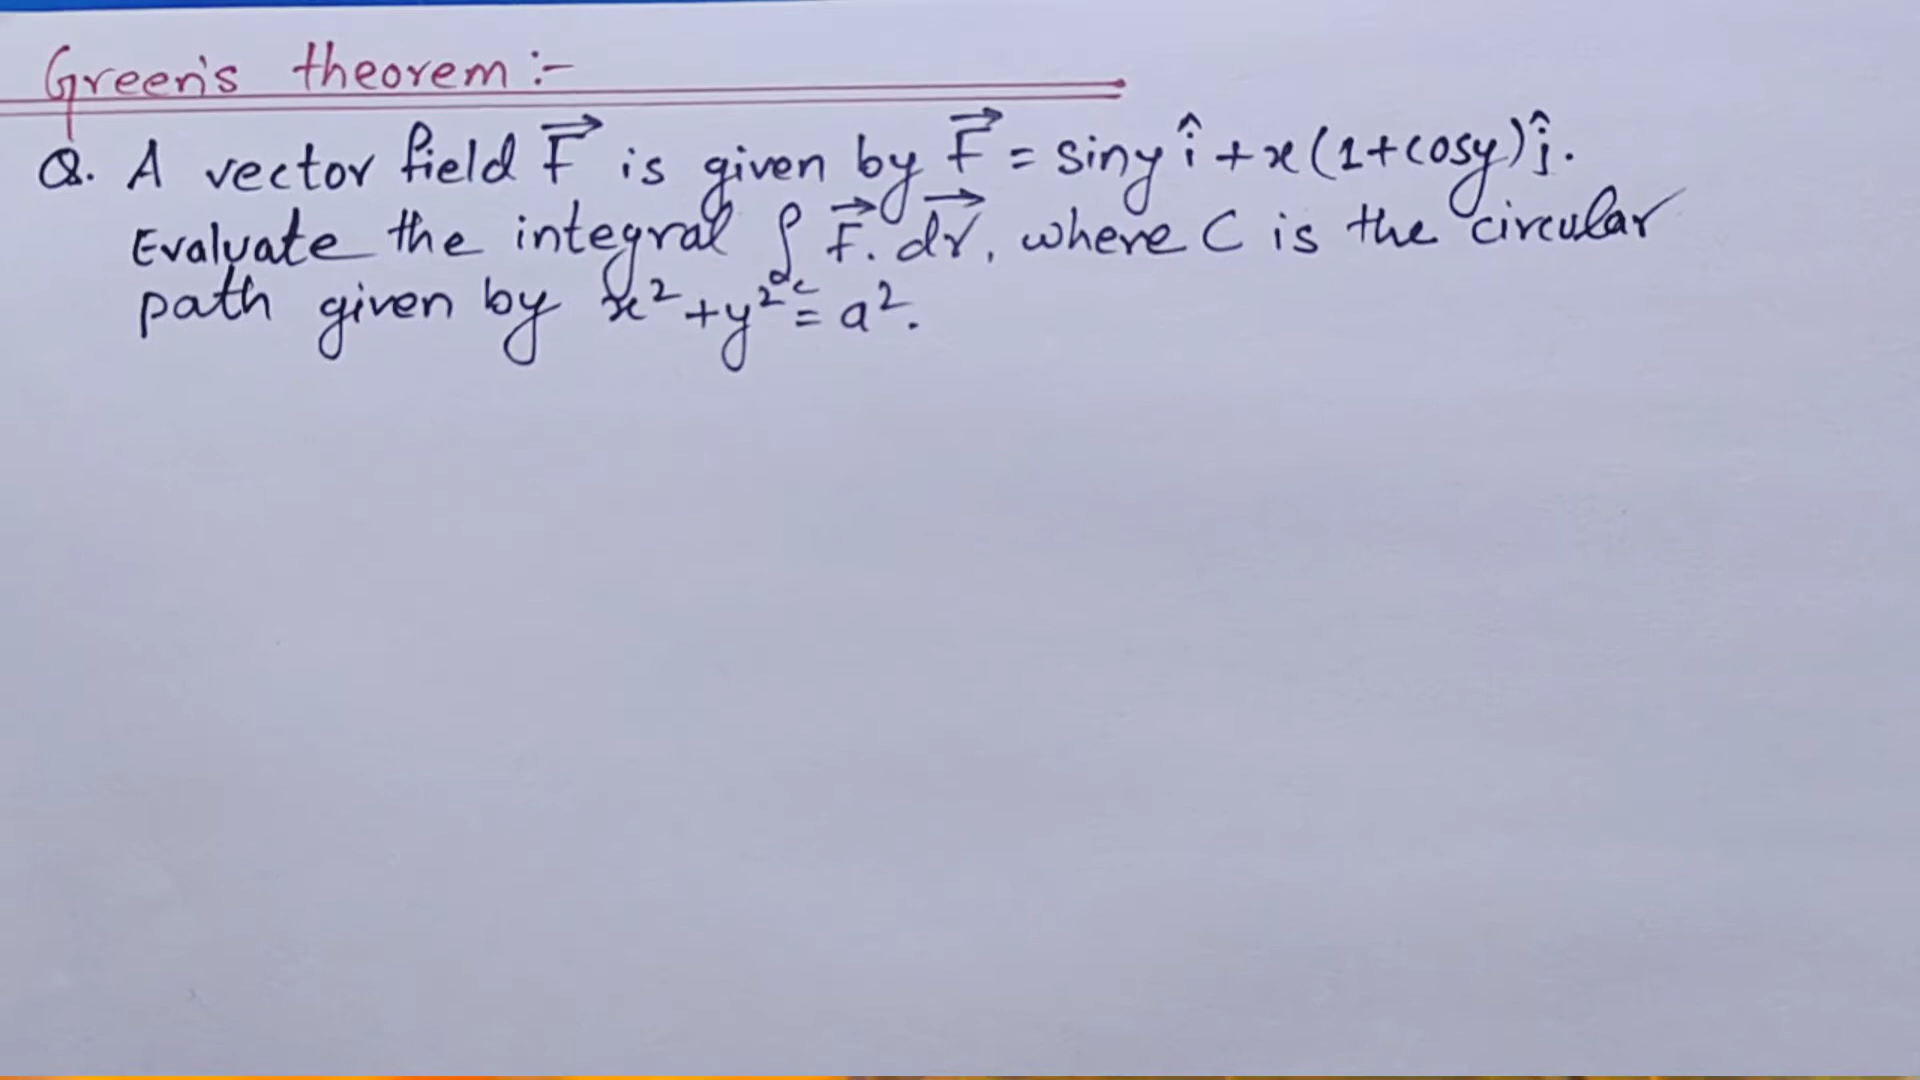 Green's theorem :-
Q. A vector field F⃗ is given by F⃗ = siny î + x(1+cosy) ĵ.
Evaluate the integral ∫c F⃗. dr⃗, where C is the circular
path given by x² + y² = a².